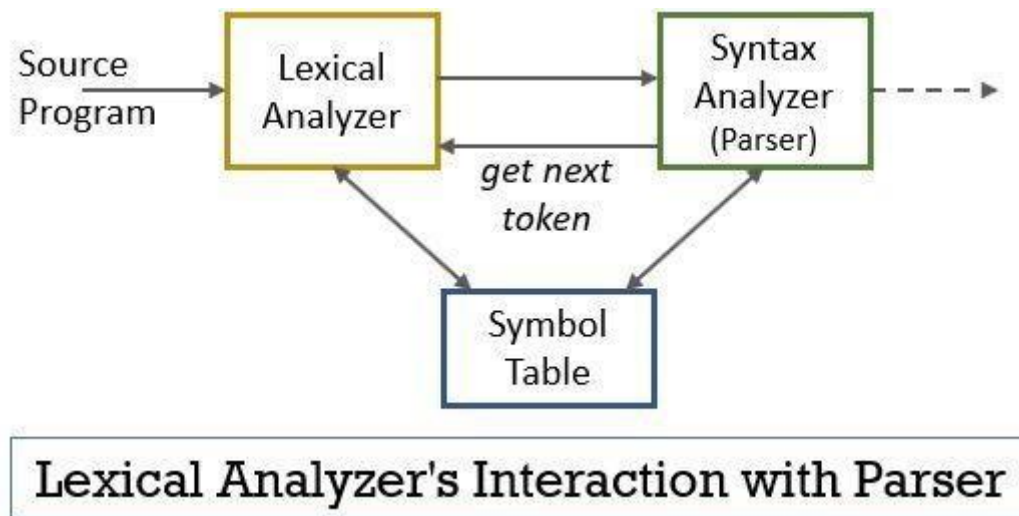 Source
Program
Lexical
Analyzer
Syntax
Analyzer
(Parser)
get next
token
Symbol
Table
Lexical Analyzer's Interaction with Parser